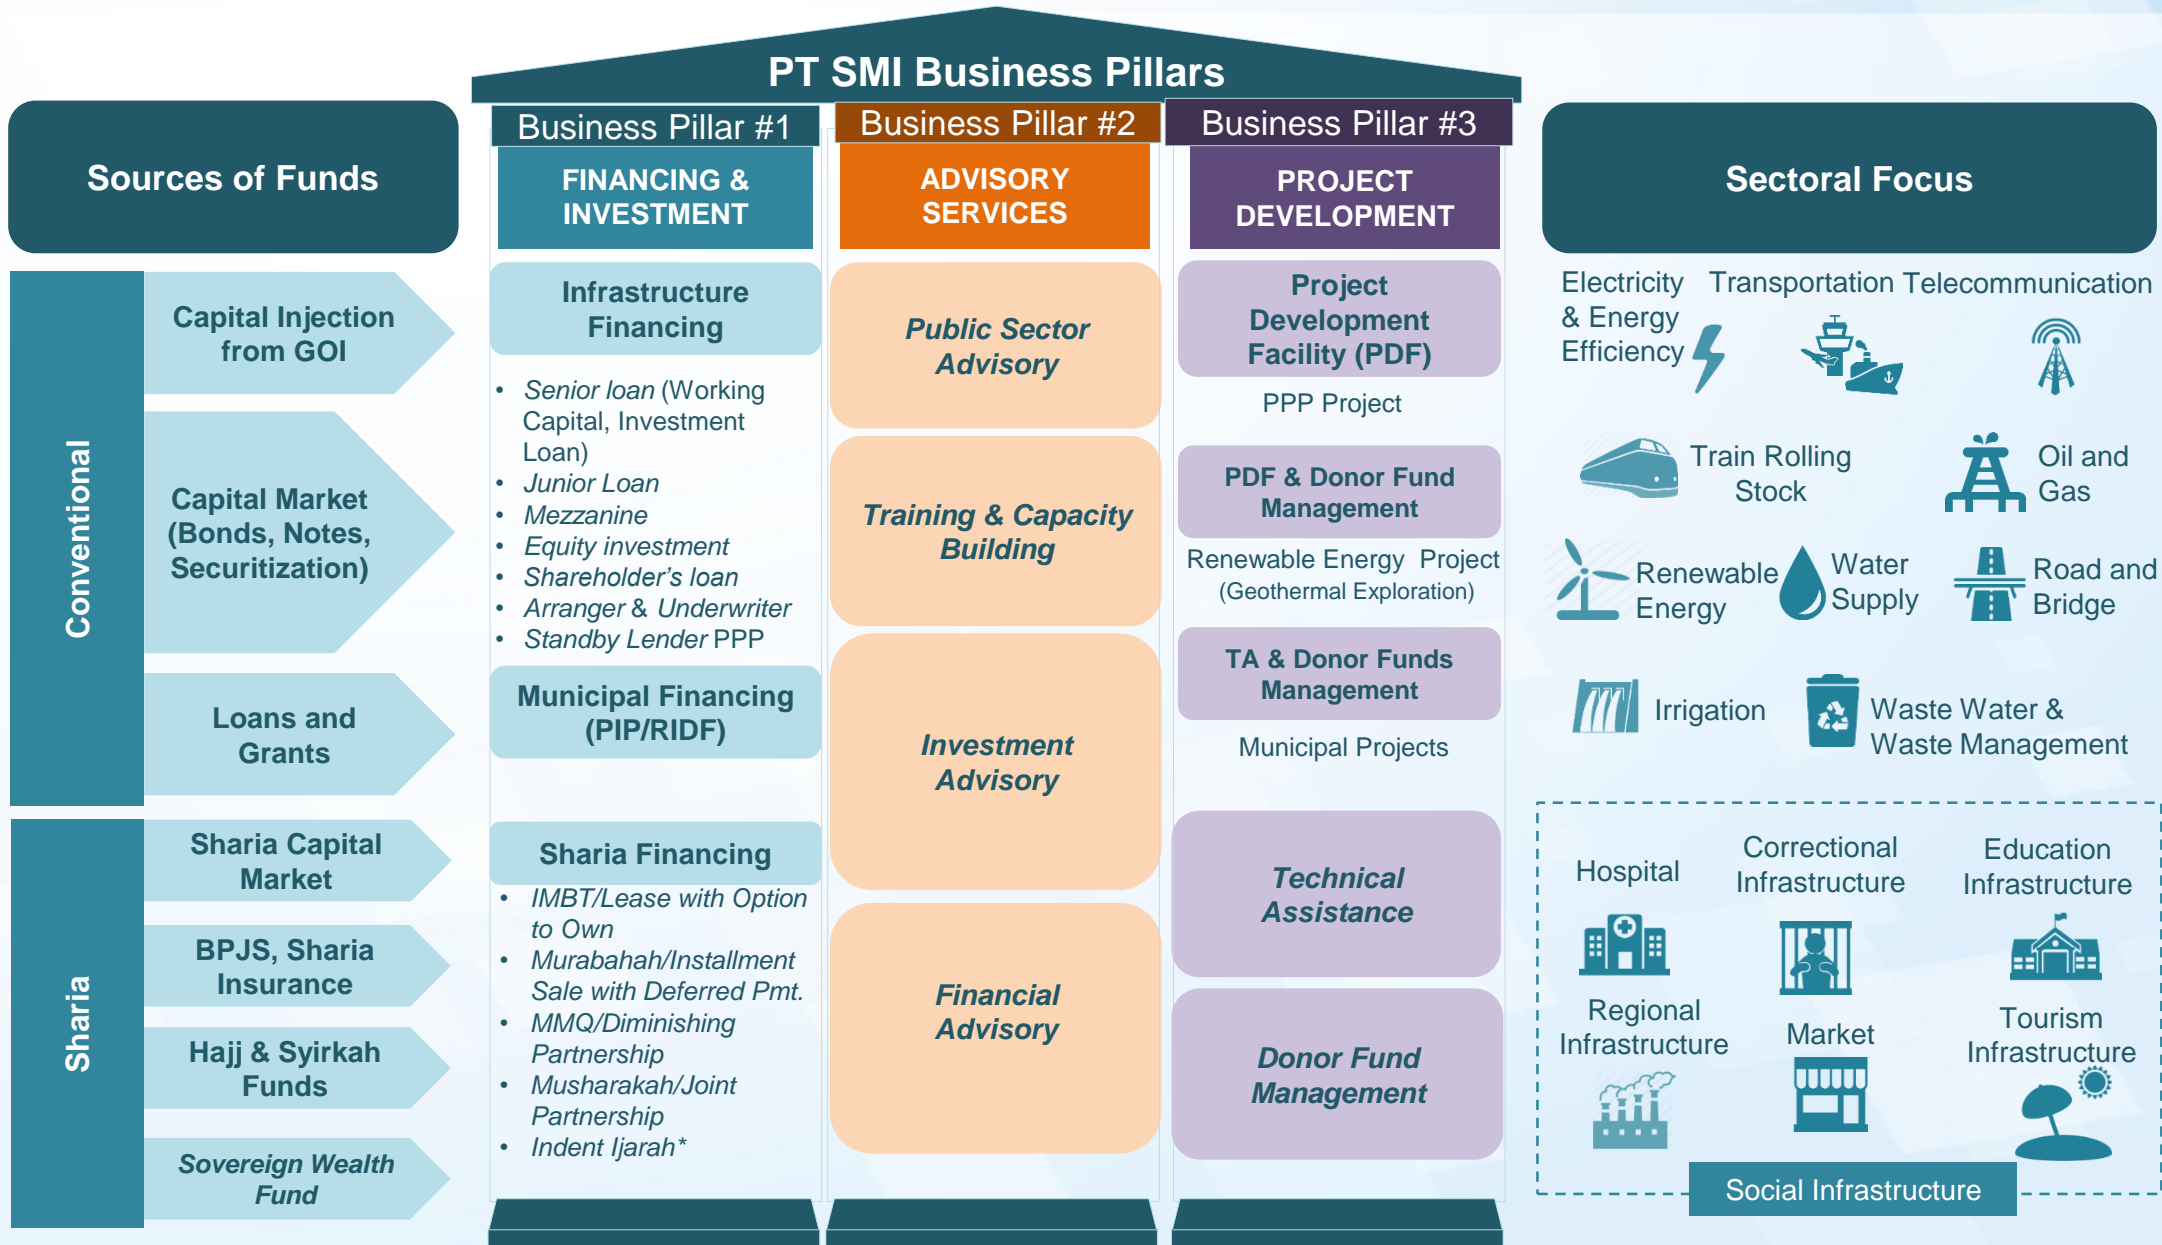 PT SMI Business Pillars
Sources of Funds
Conventional
Capital Injection
from GOI
Capital Market
(Bonds, Notes,
Securitization)
Loans and
Grants
Sharia
Sharia Capital
Market
BPJS, Sharia
Insurance
Hajj & Syirkah
Funds
Sovereign Wealth
Fund
Business Pillar #1
FINANCING &
INVESTMENT
Infrastructure
Financing
• Senior loan (Working
Capital, Investment
Loan)
• Junior Loan
• Mezzanine
• Equity investment
• Shareholder’s loan
• Arranger & Underwriter
• Standby Lender PPP
Municipal Financing
(PIP/RIDF)
Sharia Financing
• IMBT/Lease with Option
to Own
• Murabahah/Installment
Sale with Deferred Pmt.
• MMQ/Diminishing
Partnership
• Musharakah/Joint
Partnership
• Indent Ijarah*
Business Pillar #2
ADVISORY
SERVICES
Public Sector
Advisory
Training & Capacity
Building
Investment
Advisory
Financial
Advisory
Business Pillar #3
PROJECT
DEVELOPMENT
Project
Development
Facility (PDF)
PPP Project
PDF & Donor Fund
Management
Renewable Energy Project
(Geothermal Exploration)
TA & Donor Funds
Management
Municipal Projects
Technical
Assistance
Donor Fund
Management
Sectoral Focus
Electricity
& Energy
Efficiency
Transportation
Telecommunication
Train Rolling
Stock
Oil and
Gas
Renewable
Energy
Water
Supply
Road and
Bridge
Irrigation
Waste Water &
Waste Management
Hospital
Correctional
Infrastructure
Education
Infrastructure
Regional
Infrastructure
Market
Tourism
Infrastructure
Social Infrastructure